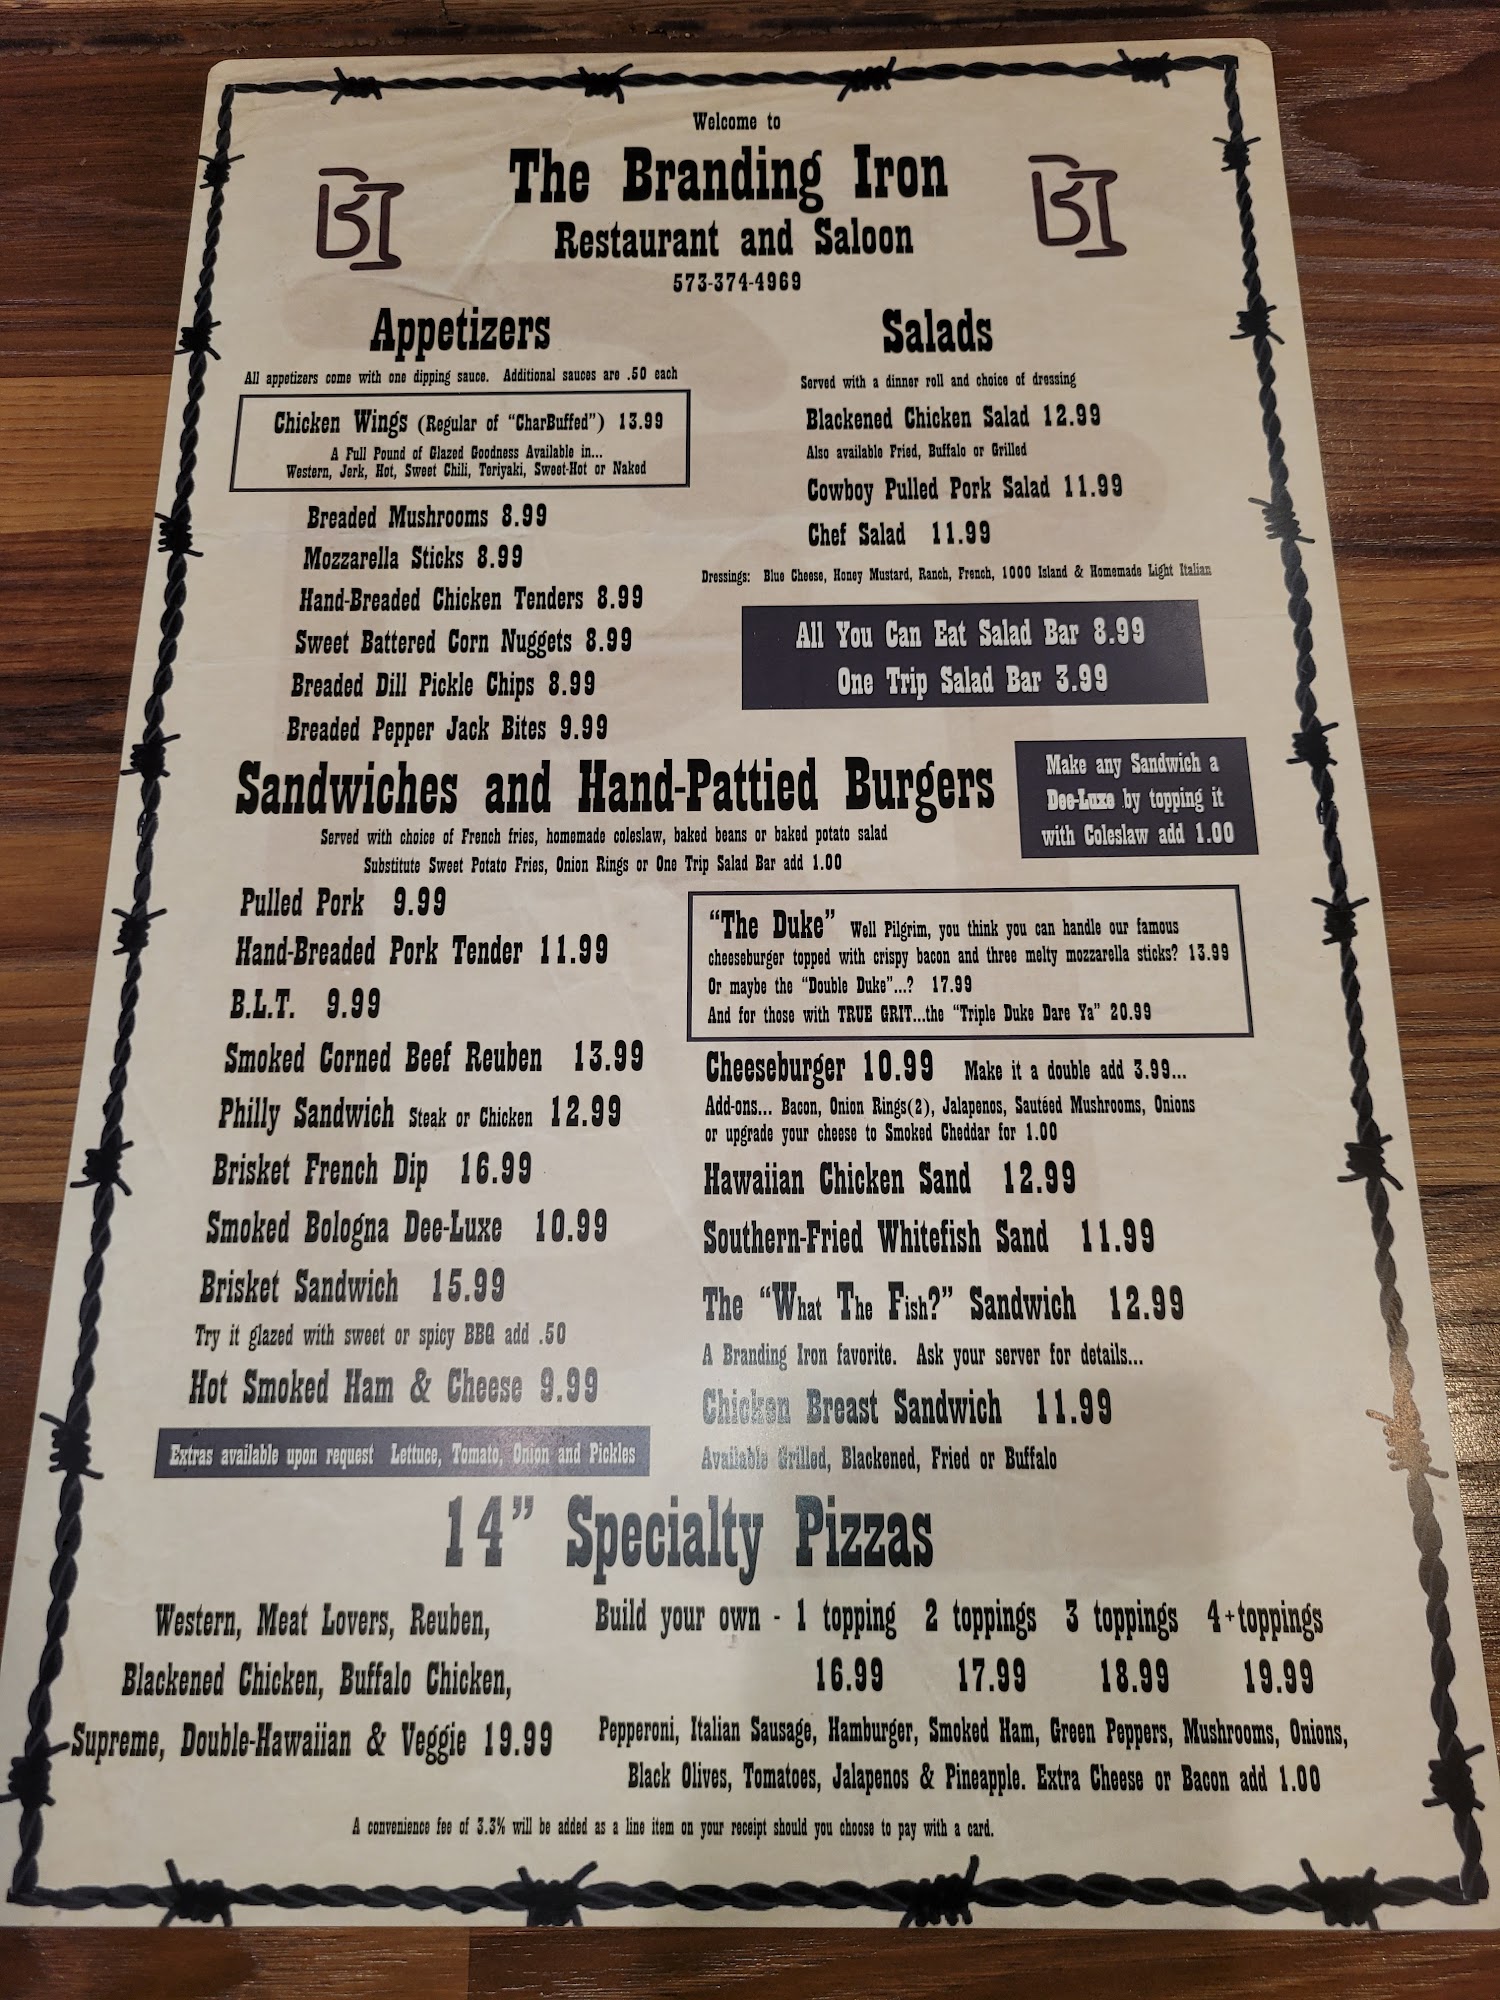 Welcome to
The Branding Iron
Restaurant and Saloon
573-374-4969
BI
BI
Appetizers
All appetizers come with one dipping sauce. Additional sauces are .50 each
Chicken Wings (Regular of “CharBuffed”) 13.99
A Full Pound of Glazed Goodness Available in...
Western, Jerk, Hot, Sweet Chili, Teriyaki, Sweet-Hot or Naked
Breaded Mushrooms 8.99
Mozzarella Sticks 8.99
Hand-Breaded Chicken Tenders 8.99
Sweet Battered Corn Nuggets 8.99
Breaded Dill Pickle Chips 8.99
Breaded Pepper Jack Bites 9.99
Salads
Served with a dinner roll and choice of dressing
Blackened Chicken Salad 12.99
Also available Fried, Buffalo or Grilled
Cowboy Pulled Pork Salad 11.99
Chef Salad 11.99
Dressings: Blue Cheese, Honey Mustard, Ranch, French, 1000 Island & Homemade Light Italian
All You Can Eat Salad Bar 8.99
One Trip Salad Bar 3.99
Sandwiches and Hand-Pattied Burgers
Served with choice of French fries, homemade coleslaw, baked beans or baked potato salad
Substitute Sweet Potato Fries, Onion Rings or One Trip Salad Bar add 1.00
Make any Sandwich a
Dee-Luxe by topping it
with Coleslaw add 1.00
Pulled Pork 9.99
Hand-Breaded Pork Tender 11.99
B.L.T. 9.99
Smoked Corned Beef Reuben 13.99
Philly Sandwich Steak or Chicken 12.99
Brisket French Dip 16.99
Smoked Bologna Dee-Luxe 10.99
Brisket Sandwich 15.99
Try it glazed with sweet or spicy BBQ add .50
Hot Smoked Ham & Cheese 9.99
Extras available upon request Lettuce, Tomato, Onion and Pickles
“The Duke” Well Pilgrim, you think you can handle our famous
cheeseburger topped with crispy bacon and three melty mozzarella sticks? 13.99
Or maybe the “Double Duke”...? 17.99
And for those with TRUE GRIT...the “Triple Duke Dare Ya” 20.99
Cheeseburger 10.99 Make it a double add 3.99...
Add-ons... Bacon, Onion Rings(2), Jalapenos, Sautéed Mushrooms, Onions
or upgrade your cheese to Smoked Cheddar for 1.00
Hawaiian Chicken Sand 12.99
Southern-Fried Whitefish Sand 11.99
The “What The Fish?” Sandwich 12.99
A Branding Iron favorite. Ask your server for details...
Chicken Breast Sandwich 11.99
Available Grilled, Blackened, Fried or Buffalo
14” Specialty Pizzas
Western, Meat Lovers, Reuben,
Blackened Chicken, Buffalo Chicken,
Supreme, Double-Hawaiian & Veggie 19.99
Build your own - 1 topping 2 toppings 3 toppings 4+toppings
16.99 17.99 18.99 19.99
Pepperoni, Italian Sausage, Hamburger, Smoked Ham, Green Peppers, Mushrooms, Onions,
Black Olives, Tomatoes, Jalapenos & Pineapple. Extra Cheese or Bacon add 1.00
A convenience fee of 3.3% will be added as a line item on your receipt should you choose to pay with a card.